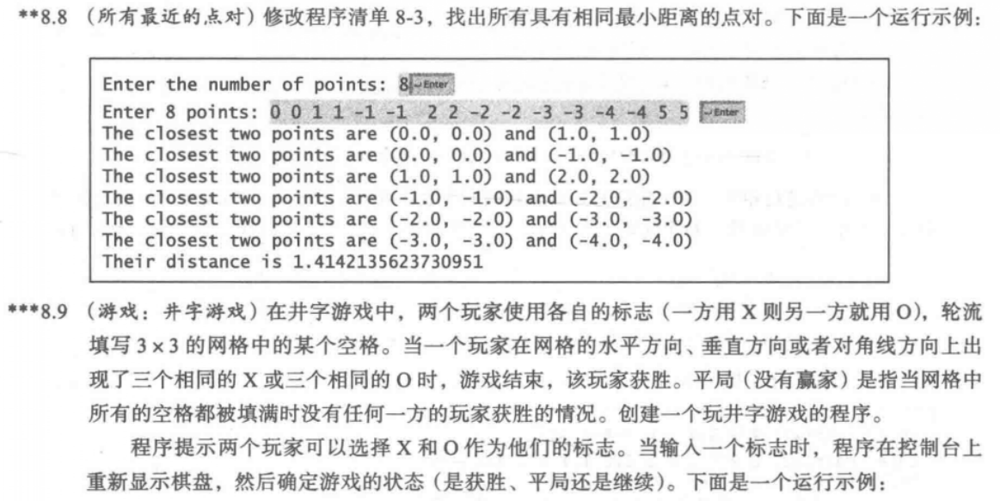 **8.8 （所有最近的点对）修改程序清单 8-3，找出所有具有相同最小距离的点对。下面是一个运行示例：
Enter the number of points: 8 ↵Enter
Enter 8 points: 0 0 1 1 -1 -1 2 2 -2 -2 -3 -3 -4 -4 5 5 ↵Enter
The closest two points are (0.0, 0.0) and (1.0, 1.0)
The closest two points are (0.0, 0.0) and (-1.0, -1.0)
The closest two points are (1.0, 1.0) and (2.0, 2.0)
The closest two points are (-1.0, -1.0) and (-2.0, -2.0)
The closest two points are (-2.0, -2.0) and (-3.0, -3.0)
The closest two points are (-3.0, -3.0) and (-4.0, -4.0)
Their distance is 1.4142135623730951
***8.9 （游戏：井字游戏）在井字游戏中，两个玩家使用各自的标志（一方用 X 则另一方就用 O），轮流
填写 3×3 的网格中的某个空格。当一个玩家在网格的水平方向、垂直方向或者对角线方向上出
现了三个相同的 X 或三个相同的 O 时，游戏结束，该玩家获胜。平局（没有赢家）是指当网格中
所有的空格都被填满时没有任何一方的玩家获胜的情况。创建一个玩井字游戏的程序。
程序提示两个玩家可以选择 X 和 O 作为他们的标志。当输入一个标志时，程序在控制台上
重新显示棋盘，然后确定游戏的状态（是获胜、平局还是继续）。下面是一个运行示例：